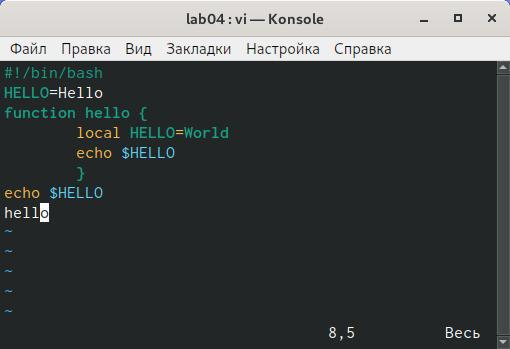 lab04 : vi — Konsole
Файл Правка Вид Закладки Настройка Справка
#!/bin/bash
HELLO=Hello
function hello {
        local HELLO=World
        echo $HELLO
        }
echo $HELLO
hello
~
~
~
~
~
8,5 Весь